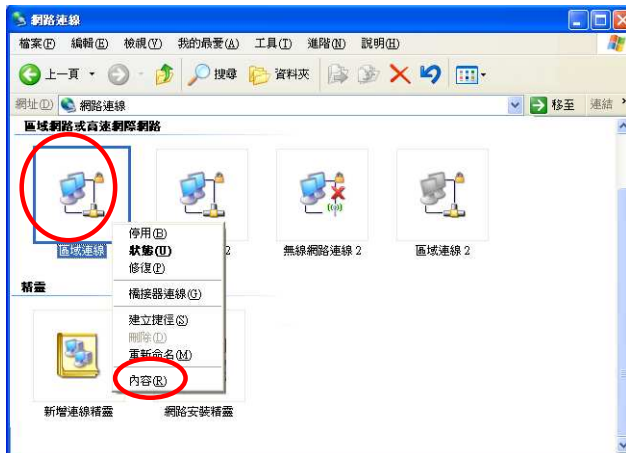 網路連線
檔案(F) 編輯(E) 檢視(V) 我的最愛(A) 工具(T) 進階(N) 說明(H)
上一頁 搜尋 資料夾
網址(D) 網路連線 移至 連結 »
區域網路或高速網際網路
區域連線 2 無線網路連線 2 區域連線 2
停用(B)
狀態(U)
修復(P)
橋接器連線(G)
建立捷徑(S)
刪除(D)
重新命名(M)
內容(R)
精靈
新增連線精靈 網路安裝精靈